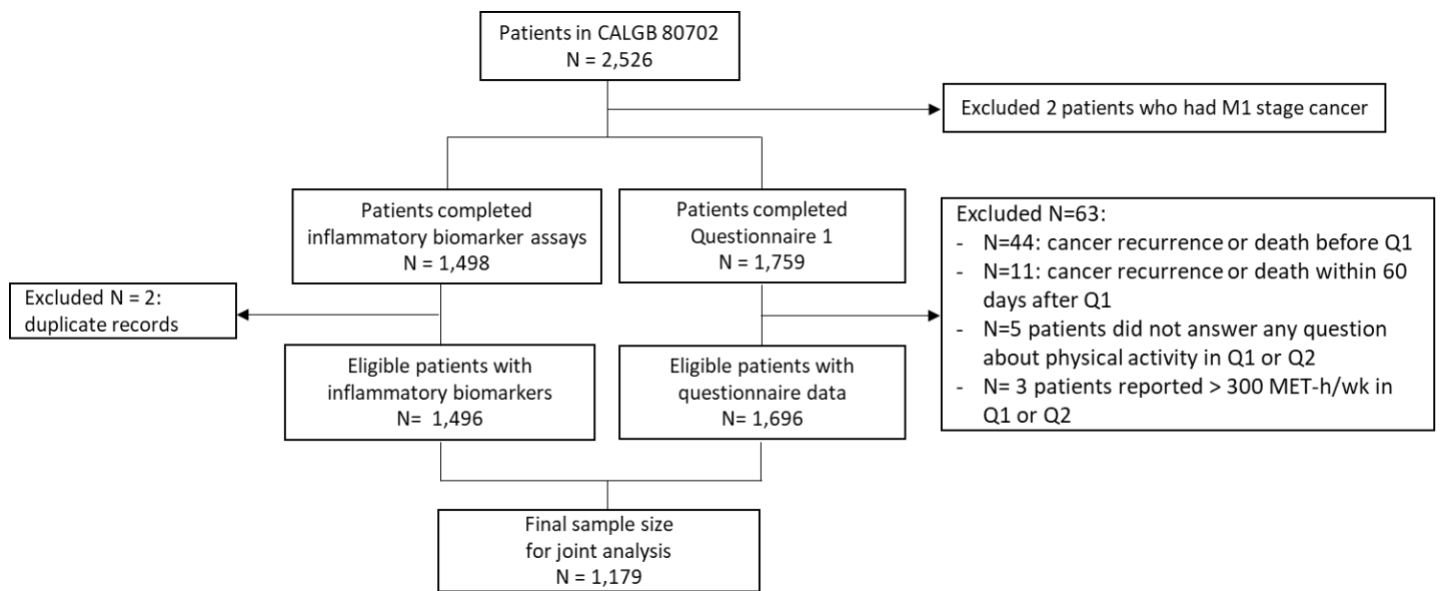 Patients in CALGB 80702
N = 2,526
Excluded 2 patients who had M1 stage cancer
Patients completed
inflammatory biomarker assays
N = 1,498
Patients completed
Questionnaire 1
N = 1,759
Excluded N=63:
- N=44: cancer recurrence or death before Q1
- N=11: cancer recurrence or death within 60
days after Q1
- N=5 patients did not answer any question
about physical activity in Q1 or Q2
- N= 3 patients reported > 300 MET-h/wk in
Q1 or Q2
Excluded N = 2:
duplicate records
Eligible patients with
inflammatory biomarkers
N= 1,496
Eligible patients with
questionnaire data
N= 1,696
Final sample size
for joint analysis
N = 1,179